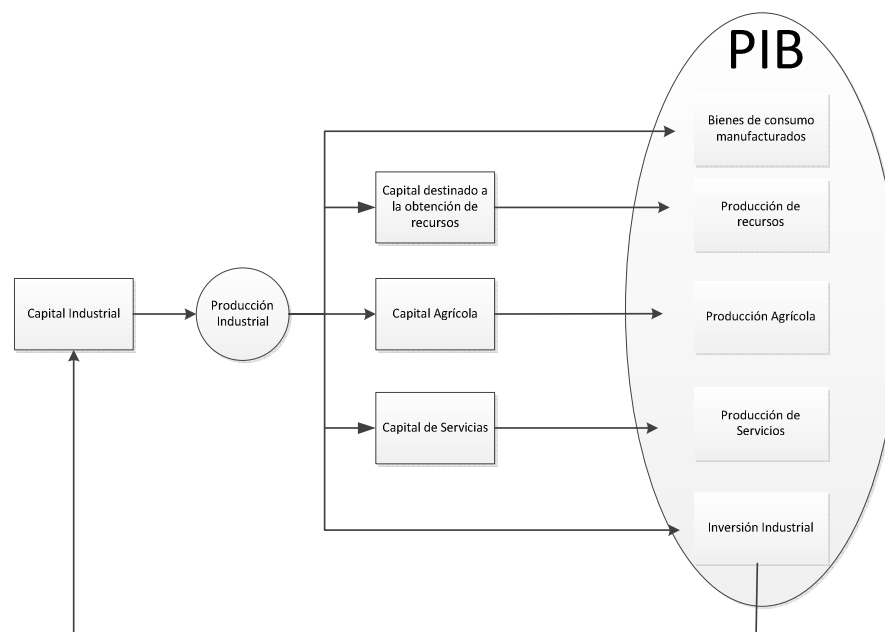 PIB
Bienes de consumo
manufacturados
Capital destinado a
la obtención de
recursos
Producción de
recursos
Capital Industrial
Producción
Industrial
Capital Agrícola
Producción Agrícola
Capital de Servicias
Producción de
Servicios
Inversión Industrial